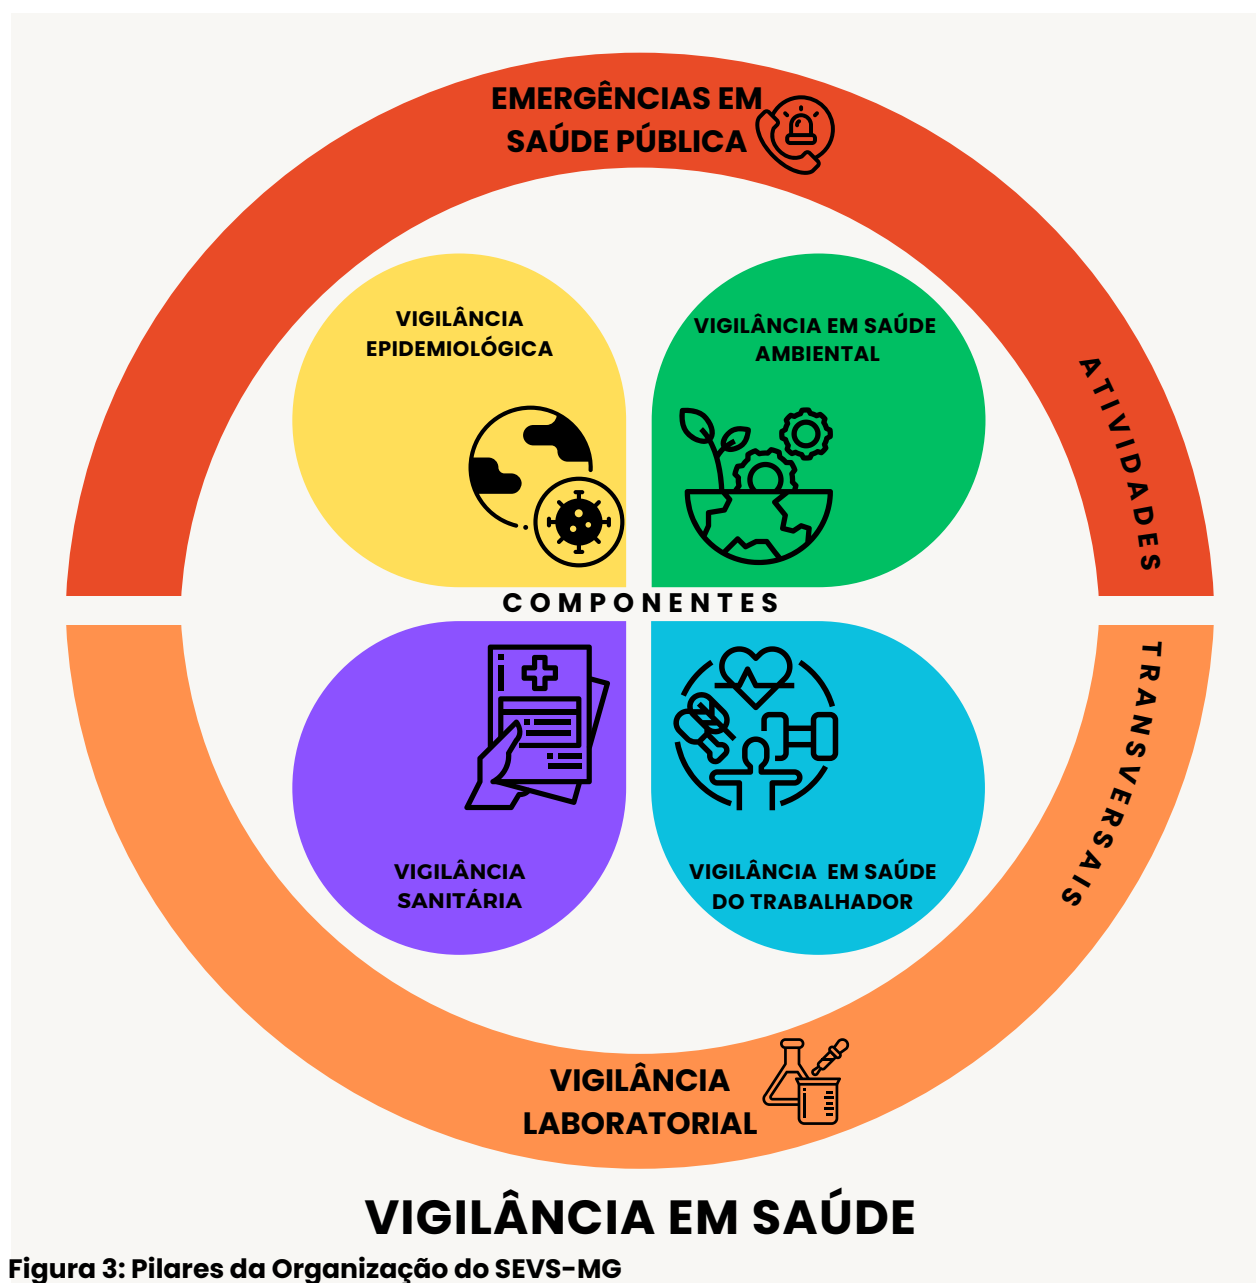 EMERGÊNCIAS EM
SAÚDE PÚBLICA
VIGILÂNCIA
EPIDEMIOLÓGICA
VIGILÂNCIA EM SAÚDE
AMBIENTAL
ATIVIDADES
COMPONENTES
TRANSVERSAIS
VIGILÂNCIA
SANITÁRIA
VIGILÂNCIA EM SAÚDE
DO TRABALHADOR
VIGILÂNCIA
LABORATORIAL
VIGILÂNCIA EM SAÚDE
Figura 3: Pilares da Organização do SEVS-MG